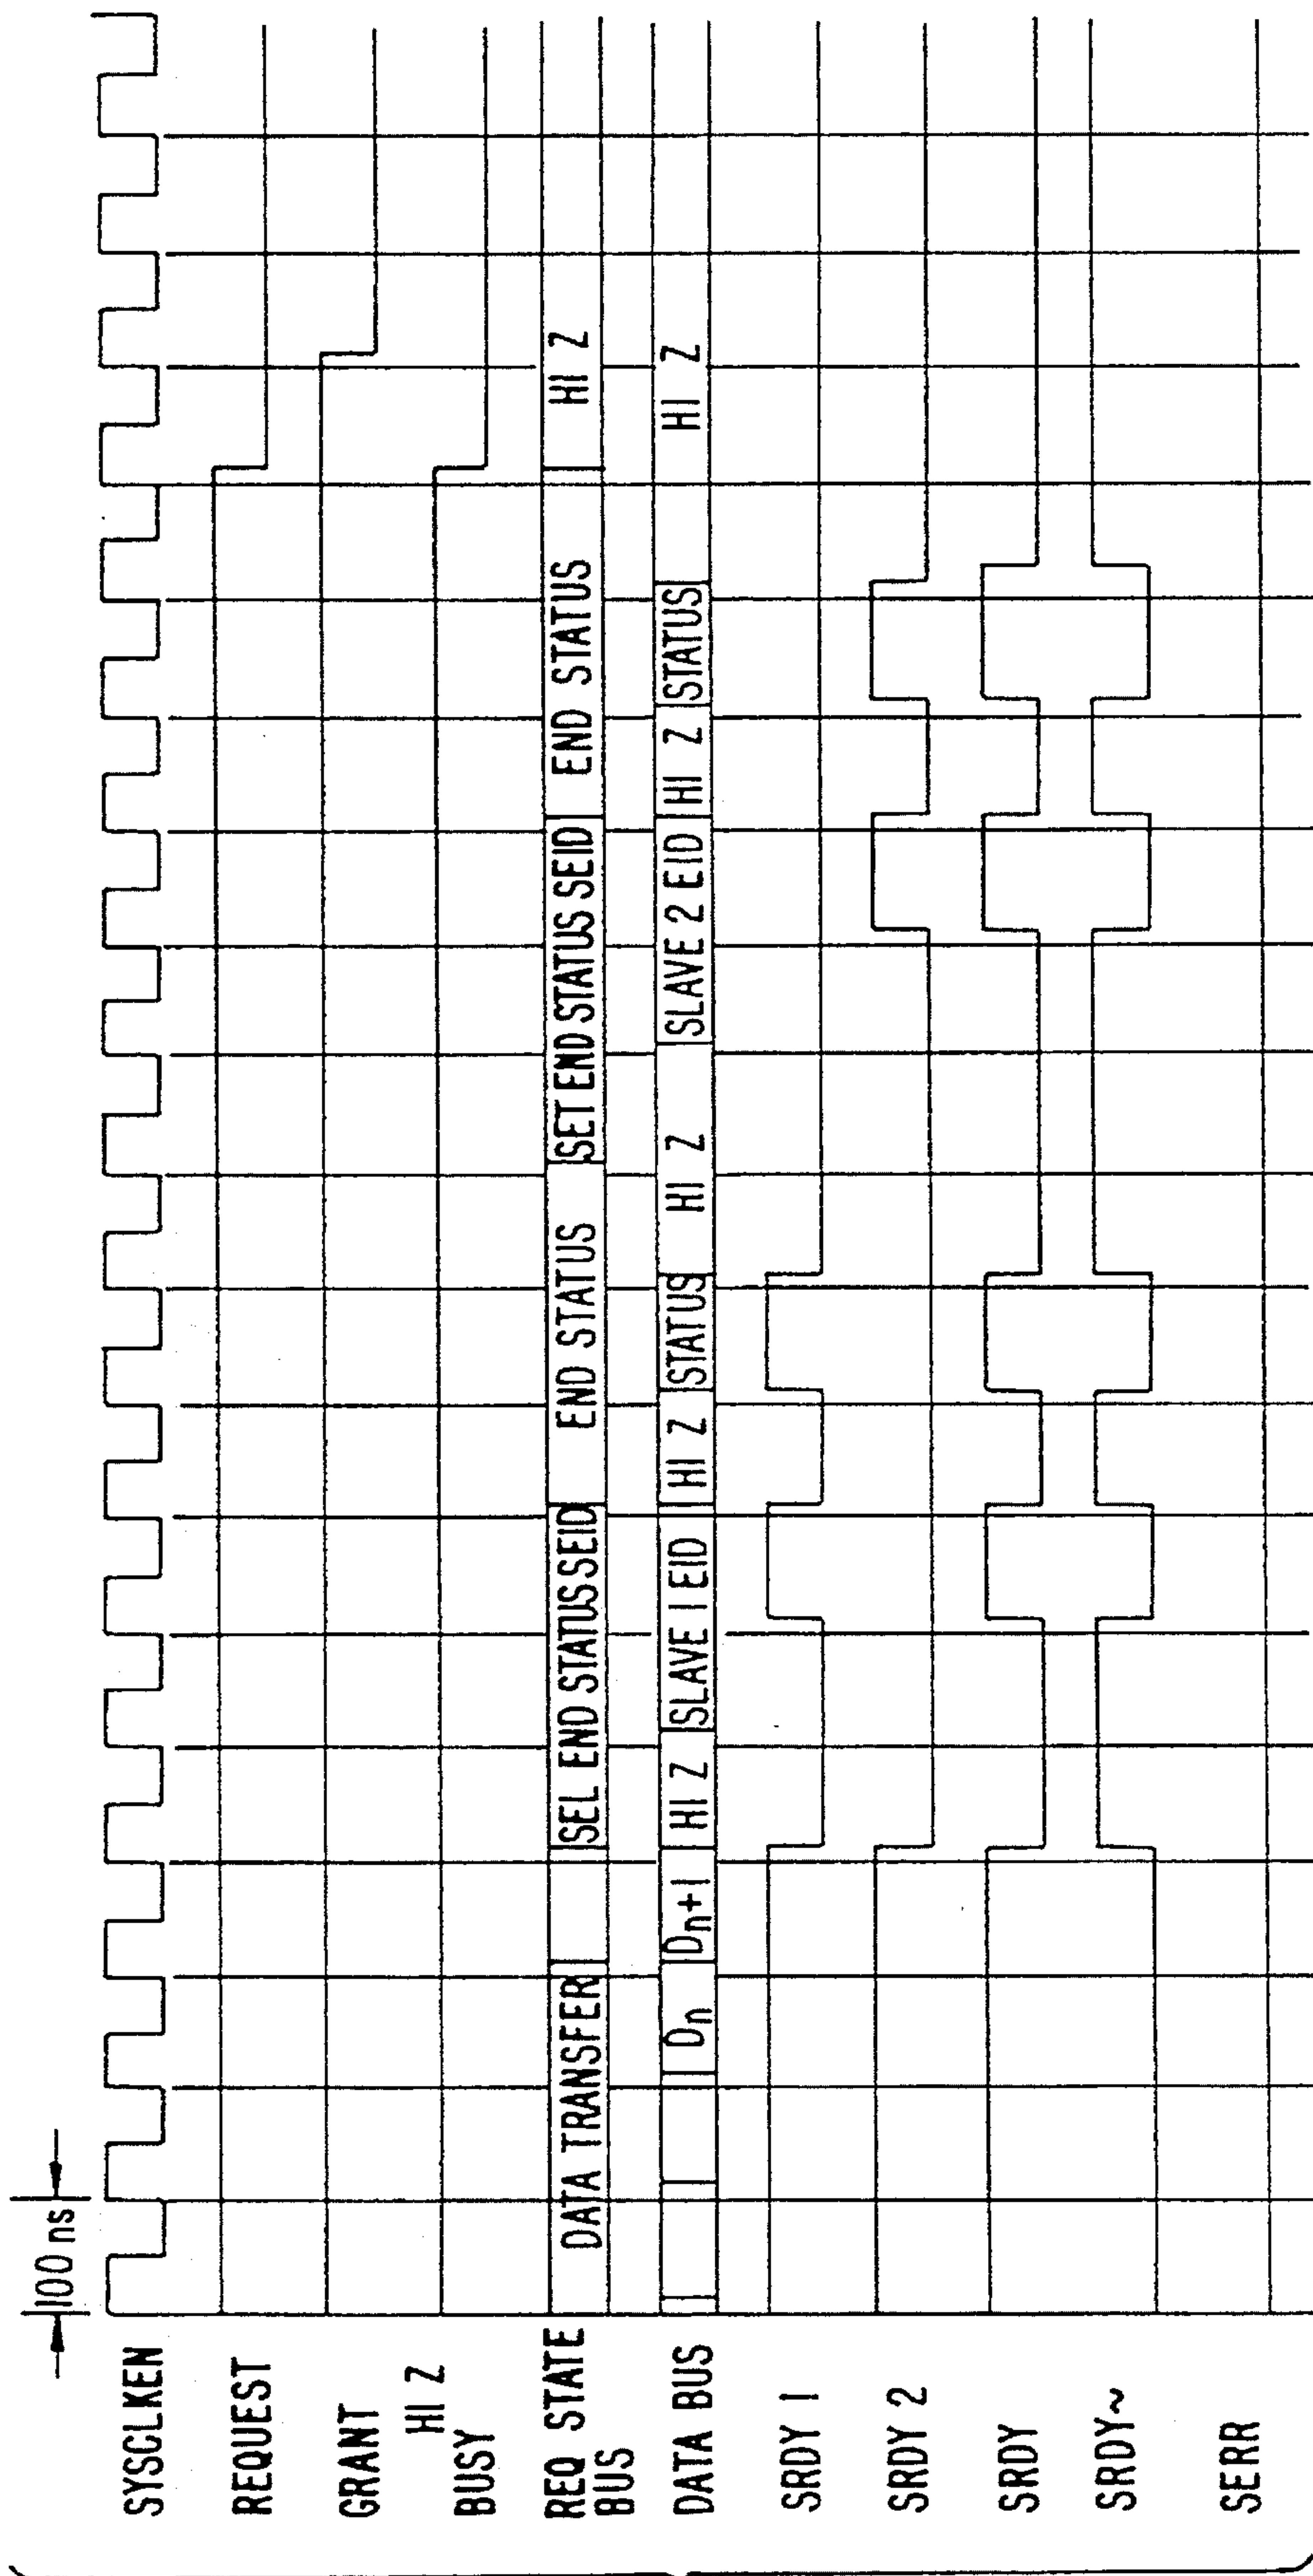 100 ns
SYSCLKEN
REQUEST
GRANT
HI Z
BUSY
REQ STATE
BUS
DATA TRANSFER
SEL END STATUS SEID
END STATUS
SET END STATUS SEID
END STATUS
HI Z
DATA BUS
Dn
Dn+1
HI Z
SLAVE 1 EID
HI Z
STATUS
HI Z
SLAVE 2 EID
HI Z
STATUS
HI Z
SRDY 1
SRDY 2
SRDY
SRDY~
SERR